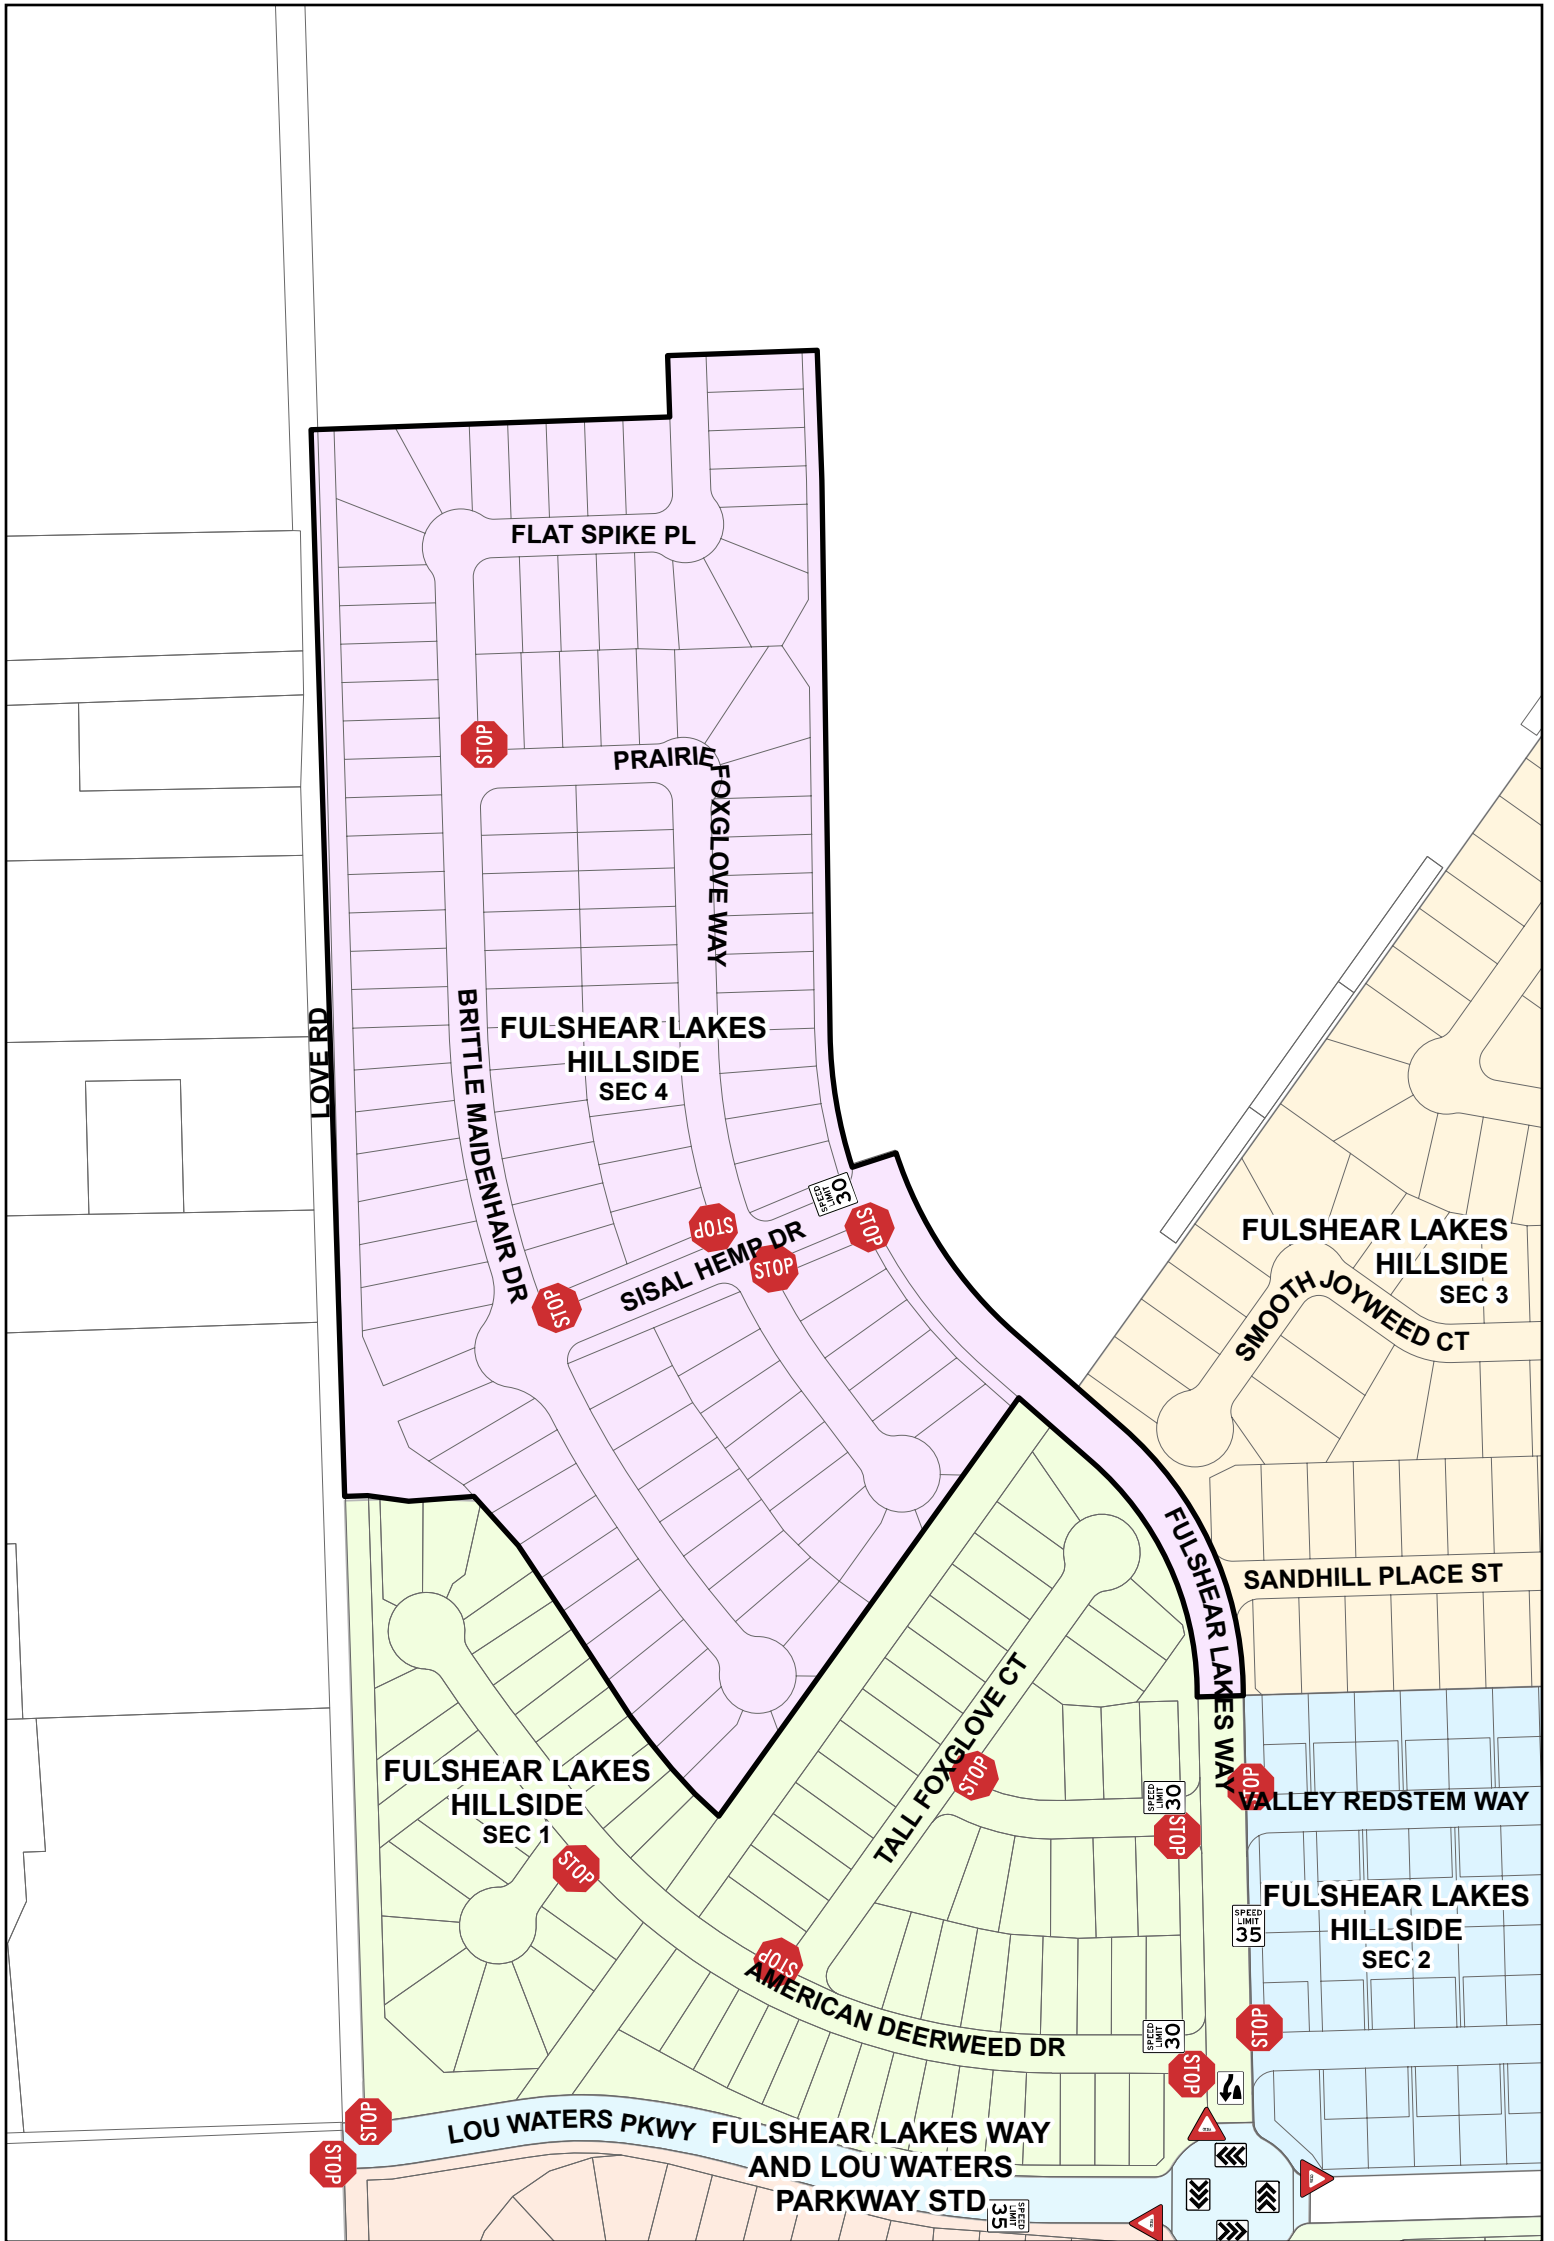 FLAT SPIKE PL
STOP
PRAIRIE
FOXGLOVE WAY
BRITTLE MAIDENHAIR DR
FULSHEAR LAKES
HILLSIDE
SEC 4
LOVE RD
SPEED
LIMIT
30
STOP
STOP
SISAL HEMP DR
STOP
STOP
FULSHEAR LAKES
HILLSIDE
SEC 3
SMOOTH JOYWEED CT
FULSHEAR LAKES WAY
SANDHILL PLACE ST
TALL FOXGLOVE CT
STOP
FULSHEAR LAKES
HILLSIDE
SEC 1
STOP
SPEED
LIMIT
30
STOP
STOP
VALLEY REDSTEM WAY
FULSHEAR LAKES
HILLSIDE
SEC 2
SPEED
LIMIT
35
STOP
AMERICAN DEERWEED DR
SPEED
LIMIT
30
STOP
STOP
STOP
STOP
LOU WATERS PKWY
FULSHEAR LAKES WAY
AND LOU WATERS
PARKWAY STD
SPEED
LIMIT
35